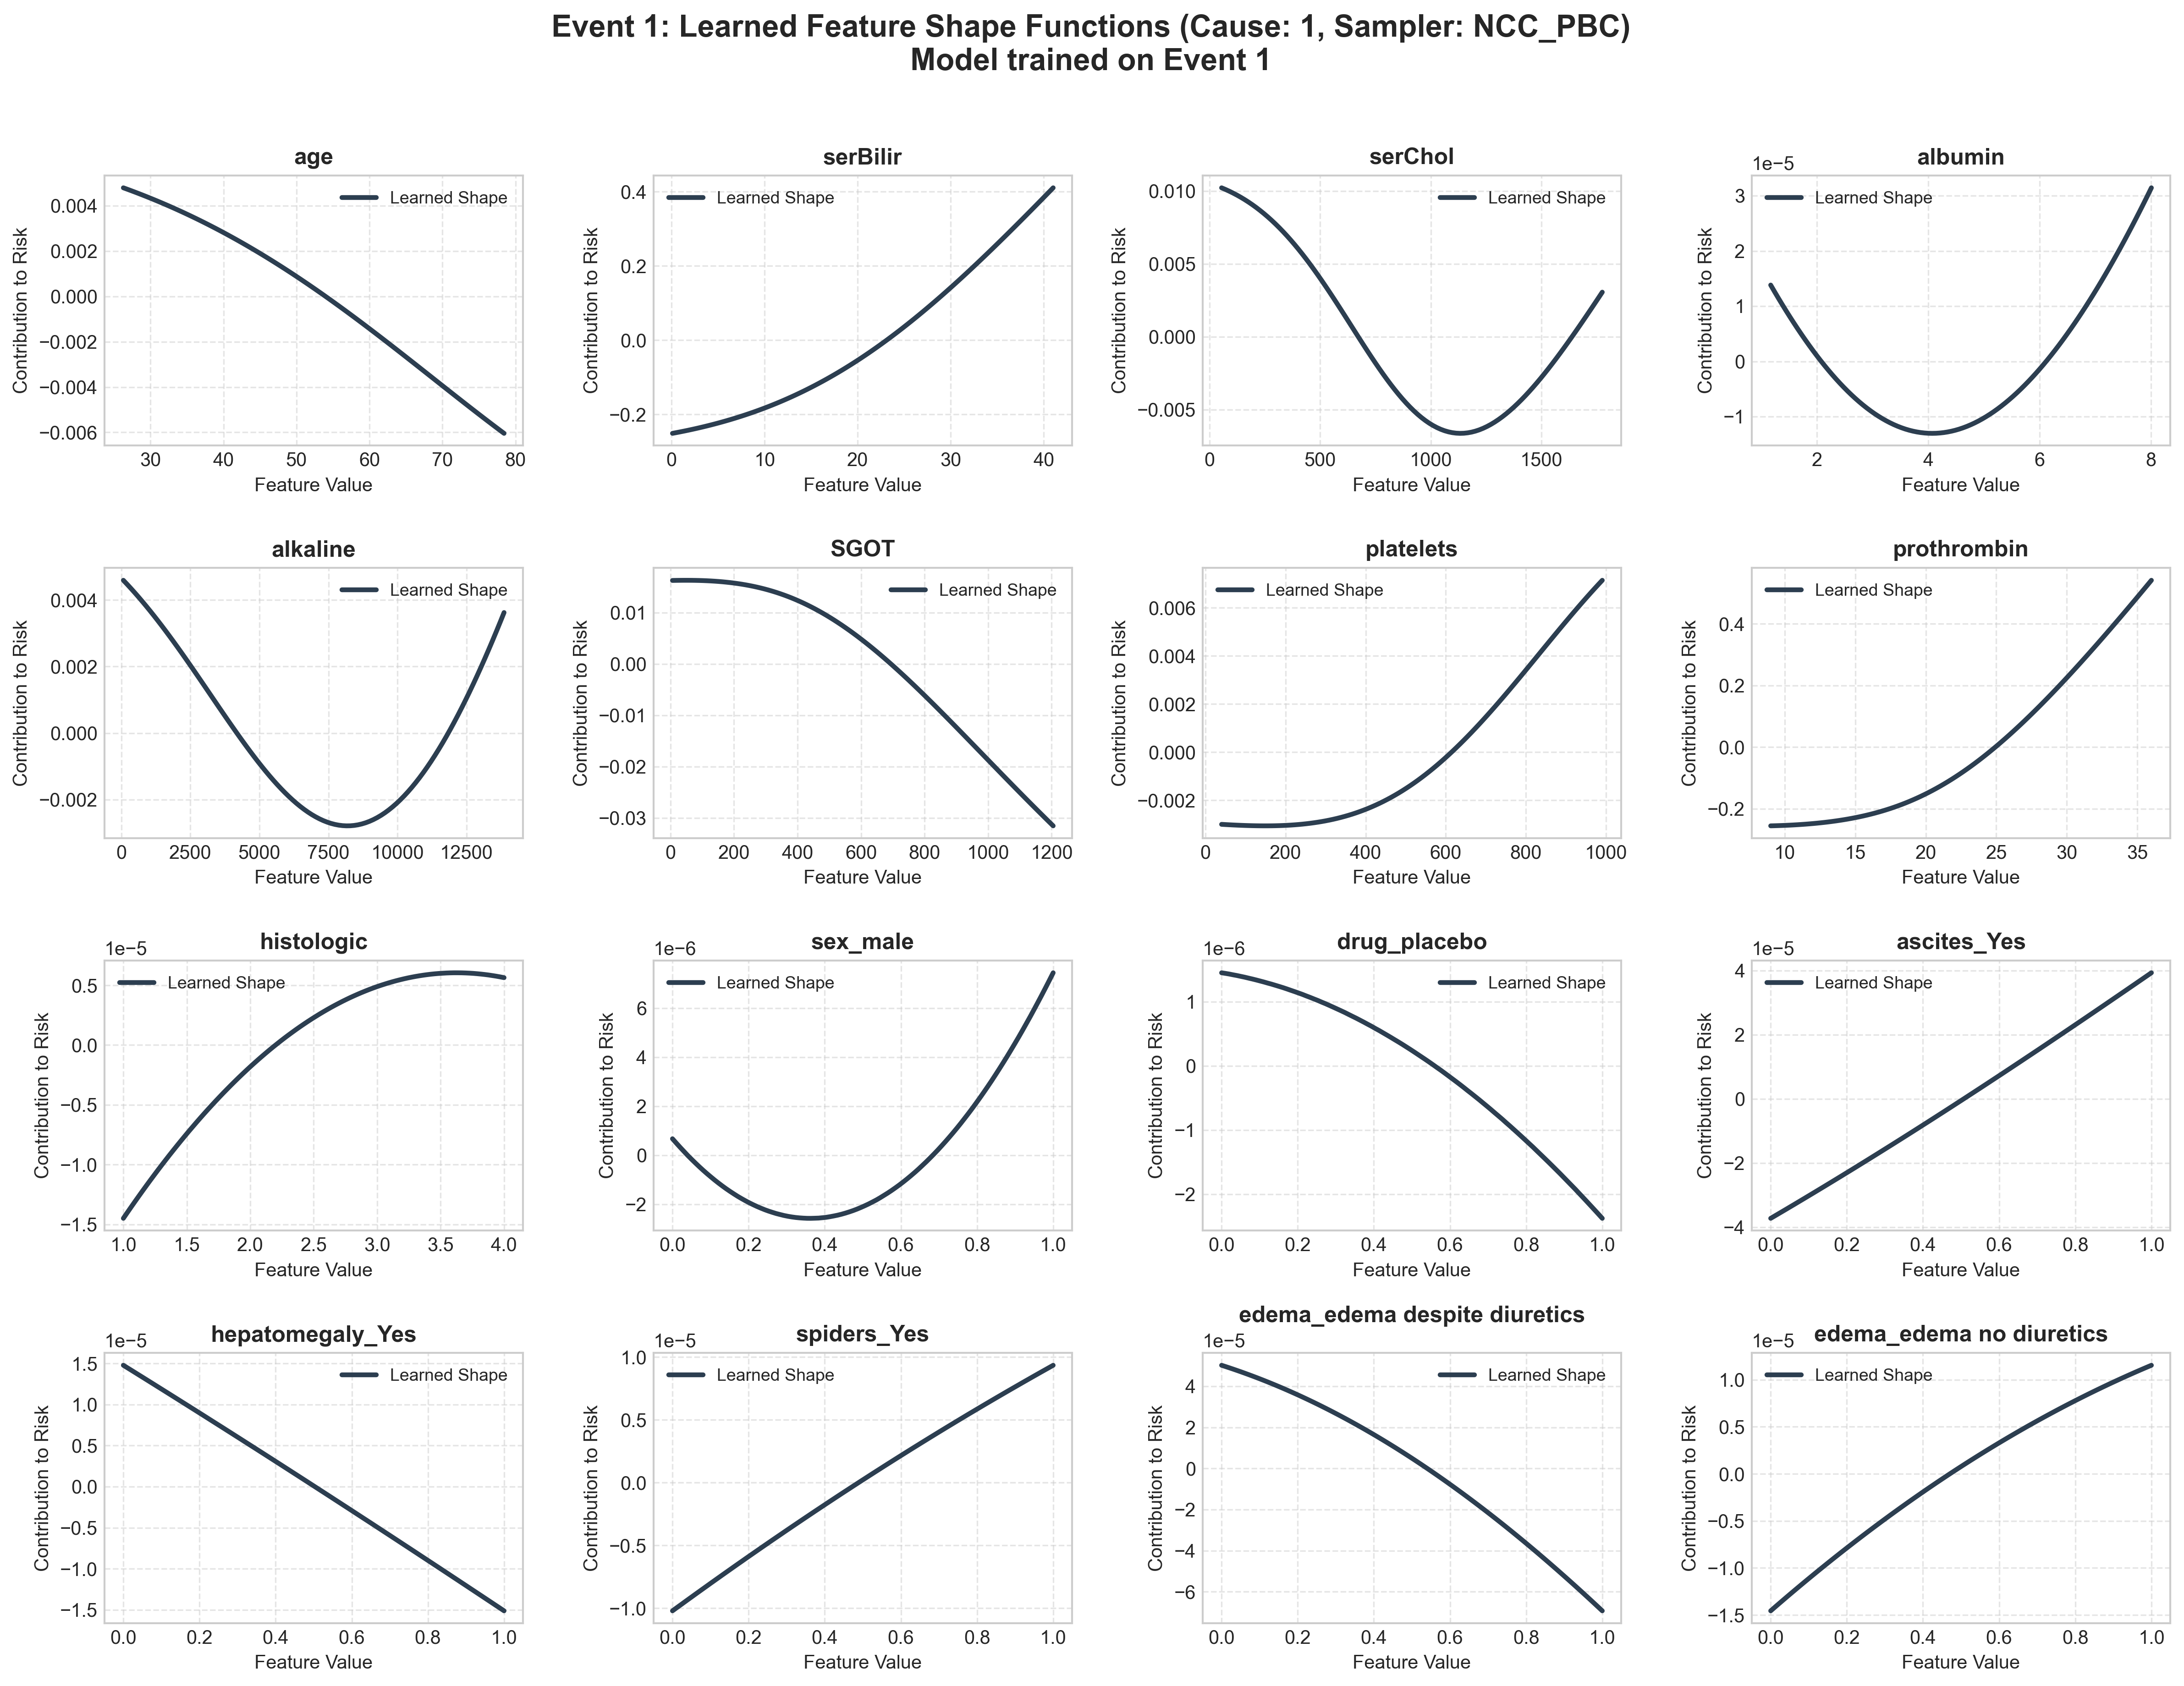 Event 1: Learned Feature Shape Functions (Cause: 1, Sampler: NCC_PBC)
Model trained on Event 1
age
Learned Shape
Contribution to Risk
0.004
0.002
0.000
−0.002
−0.004
−0.006
30 40 50 60 70 80
Feature Value
serBilir
Learned Shape
Contribution to Risk
0.4
0.2
0.0
−0.2
0 10 20 30 40
Feature Value
serChol
Learned Shape
Contribution to Risk
0.010
0.005
0.000
−0.005
0 500 1000 1500
Feature Value
albumin
1e−5
Learned Shape
Contribution to Risk
3
2
1
0
−1
2 4 6 8
Feature Value
alkaline
Learned Shape
Contribution to Risk
0.004
0.002
0.000
−0.002
0 2500 5000 7500 10000 12500
Feature Value
SGOT
Learned Shape
Contribution to Risk
0.01
0.00
−0.01
−0.02
−0.03
0 200 400 600 800 1000 1200
Feature Value
platelets
Learned Shape
Contribution to Risk
0.006
0.004
0.002
0.000
−0.002
0 200 400 600 800 1000
Feature Value
prothrombin
Learned Shape
Contribution to Risk
0.4
0.2
0.0
−0.2
10 15 20 25 30 35
Feature Value
histologic
1e−5
Learned Shape
Contribution to Risk
0.5
0.0
−0.5
−1.0
−1.5
1.0 1.5 2.0 2.5 3.0 3.5 4.0
Feature Value
sex_male
1e−6
Learned Shape
Contribution to Risk
6
4
2
0
−2
0.0 0.2 0.4 0.6 0.8 1.0
Feature Value
drug_placebo
1e−6
Learned Shape
Contribution to Risk
1
0
−1
−2
0.0 0.2 0.4 0.6 0.8 1.0
Feature Value
ascites_Yes
1e−5
Learned Shape
Contribution to Risk
4
2
0
−2
−4
0.0 0.2 0.4 0.6 0.8 1.0
Feature Value
hepatomegaly_Yes
1e−5
Learned Shape
Contribution to Risk
1.5
1.0
0.5
0.0
−0.5
−1.0
−1.5
0.0 0.2 0.4 0.6 0.8 1.0
Feature Value
spiders_Yes
1e−5
Learned Shape
Contribution to Risk
1.0
0.5
0.0
−0.5
−1.0
0.0 0.2 0.4 0.6 0.8 1.0
Feature Value
edema_edema despite diuretics
1e−5
Learned Shape
Contribution to Risk
4
2
0
−2
−4
−6
0.0 0.2 0.4 0.6 0.8 1.0
Feature Value
edema_edema no diuretics
1e−5
Learned Shape
Contribution to Risk
1.0
0.5
0.0
−0.5
−1.0
−1.5
0.0 0.2 0.4 0.6 0.8 1.0
Feature Value